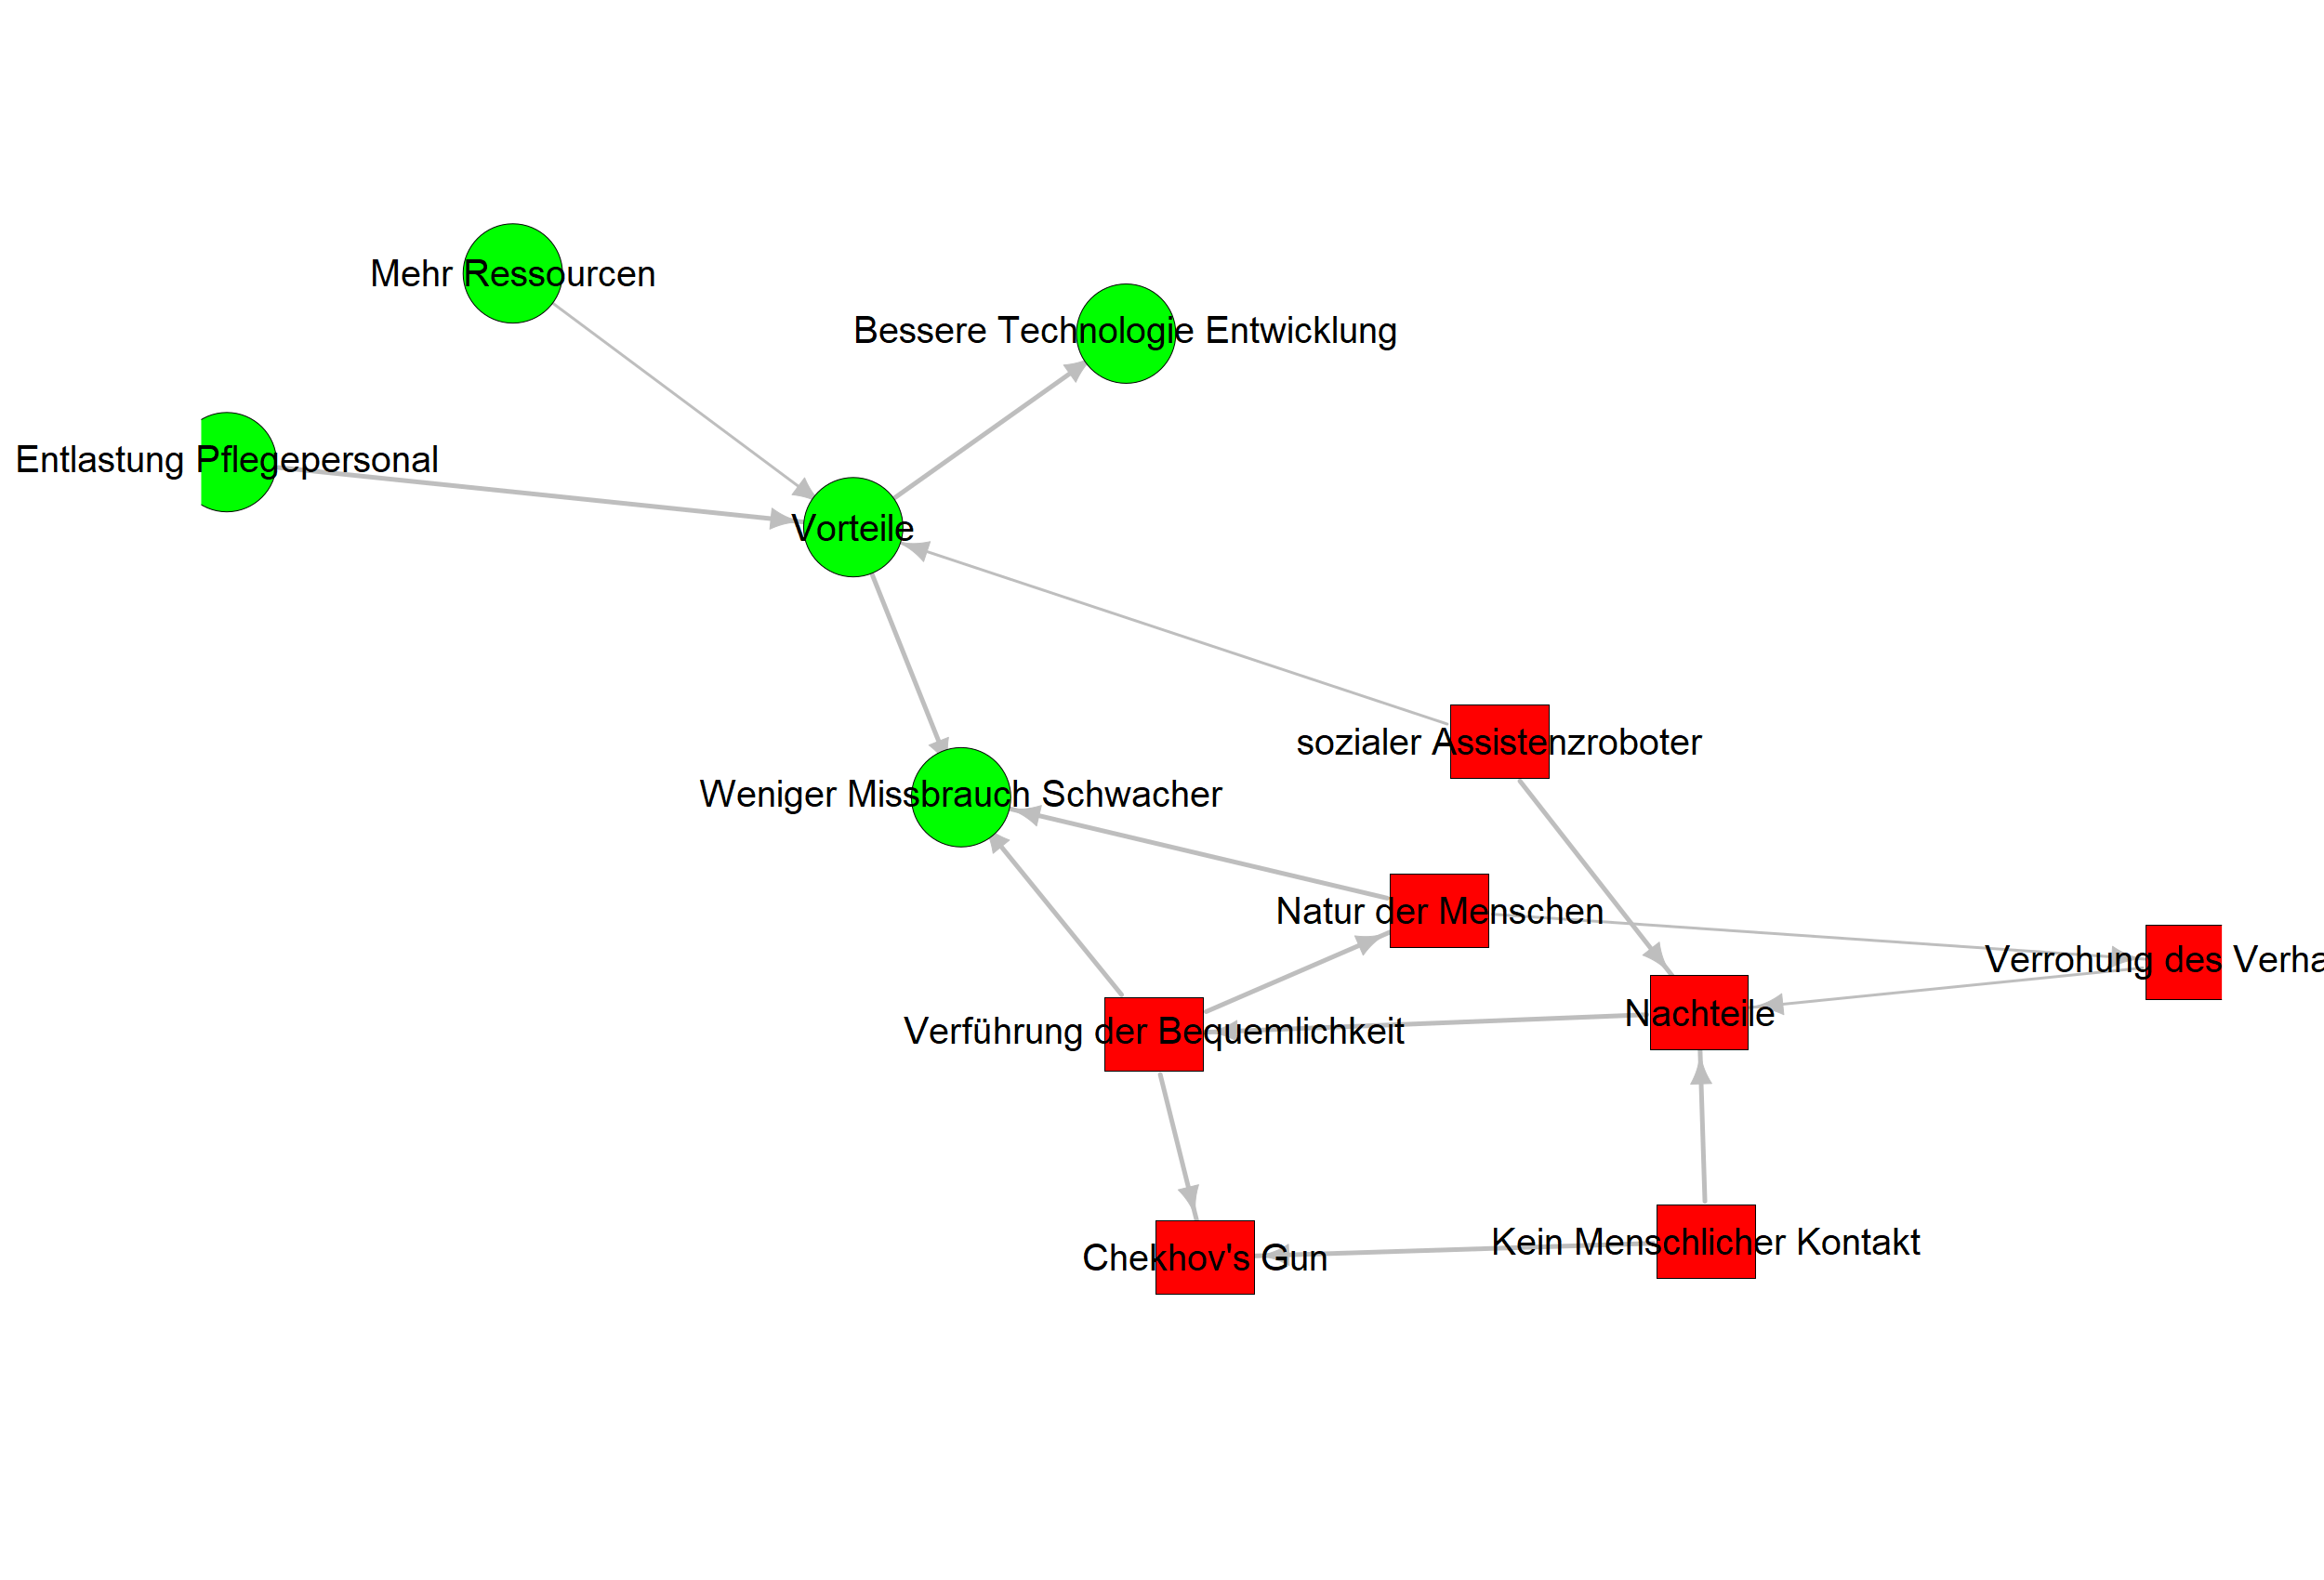 Mehr Ressourcen
Bessere Technologie Entwicklung
Entlastung Pflegepersonal
Vorteile
sozialer Assistenzroboter
Weniger Missbrauch Schwacher
Natur der Menschen
Verrohung des Verha
Nachteile
Verführung der Bequemlichkeit
Kein Menschlicher Kontakt
Chekhov's Gun